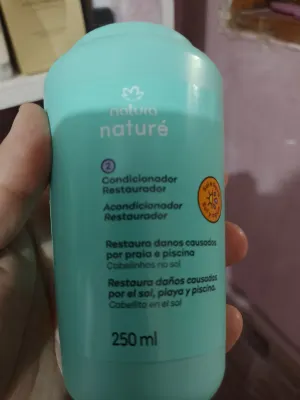 natura
naturé
2
Condicionador
Restaurador
Acondicionador
Restaurador
Restaura danos causados
por praia e piscina
Cabelinhos no sol
Restaura daños causados
por el sol, playa y piscina.
Cabellito en el sol
250 ml